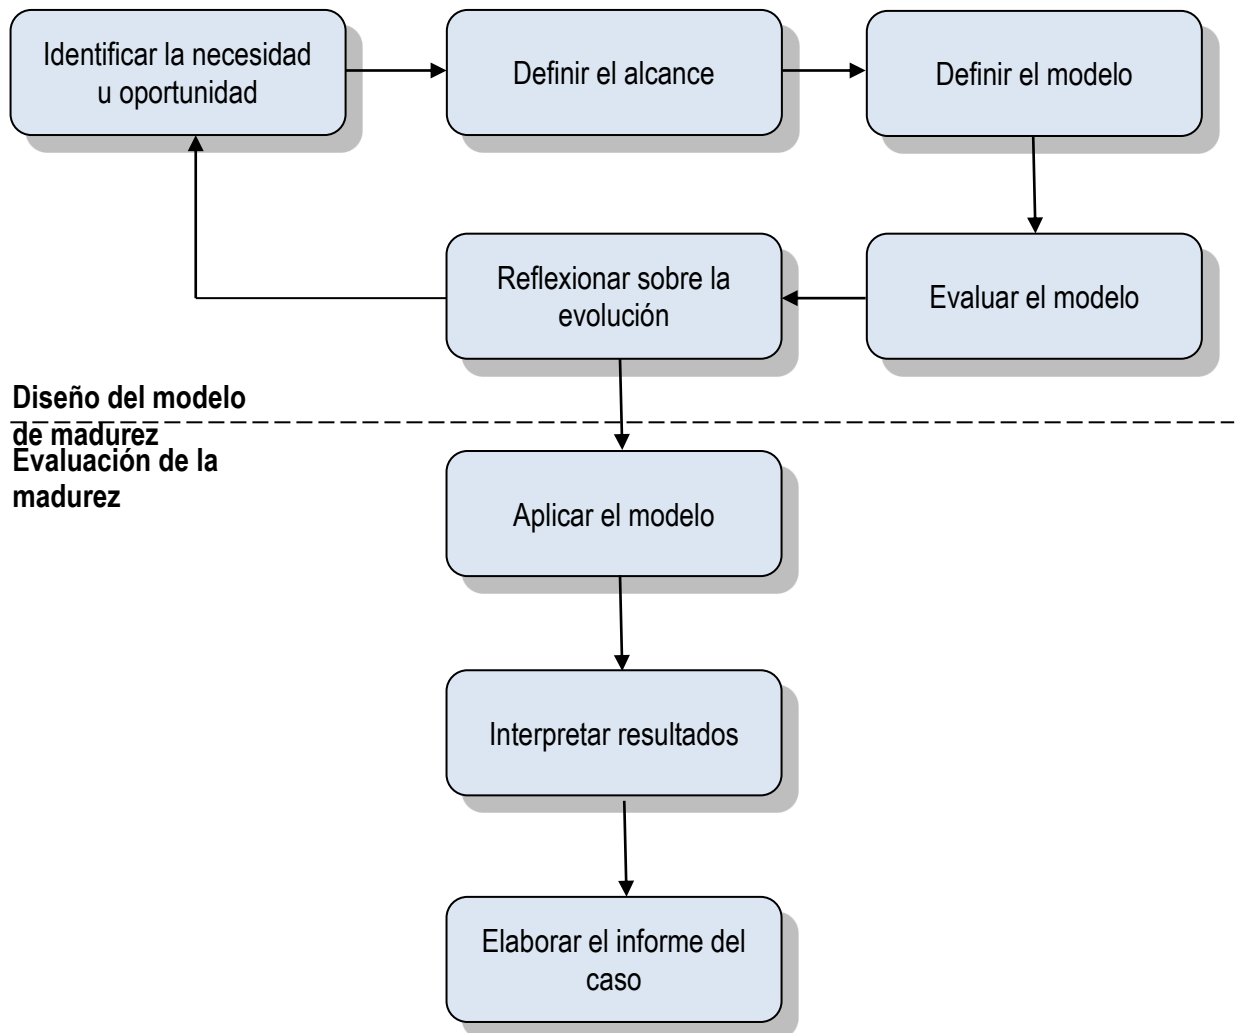 Identificar la necesidad
u oportunidad
Definir el alcance
Definir el modelo
Reflexionar sobre la
evolución
Evaluar el modelo
Diseño del modelo
de madurez
Evaluación de la
madurez
Aplicar el modelo
Interpretar resultados
Elaborar el informe del
caso